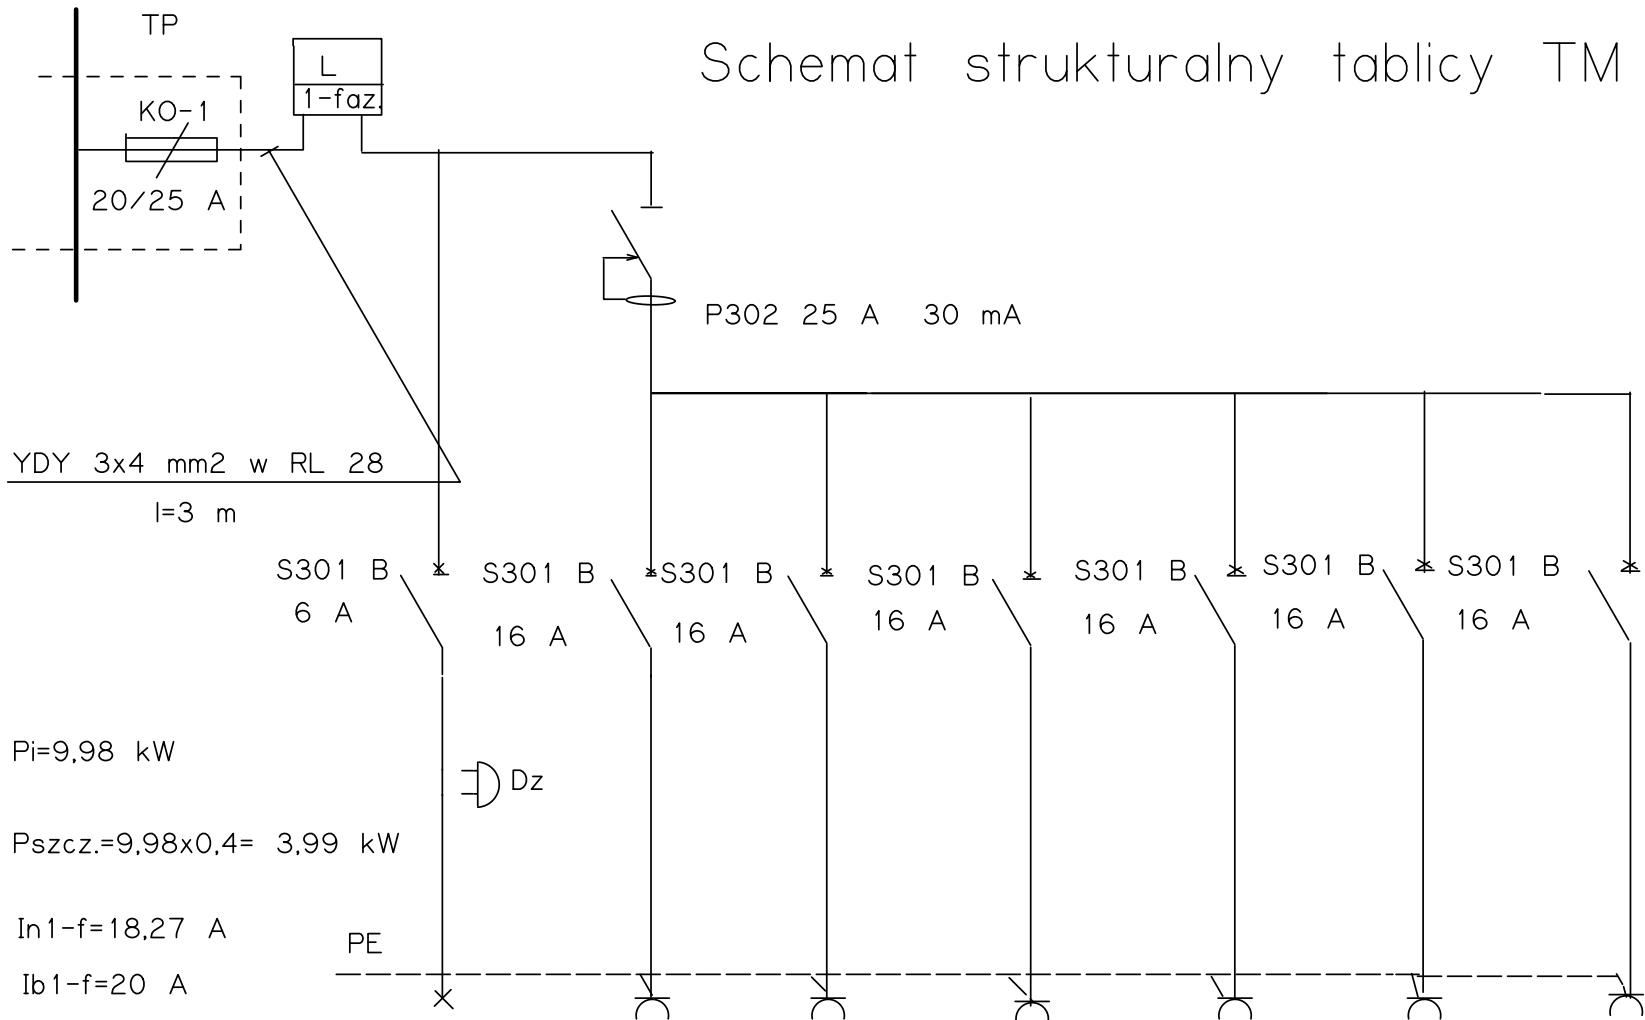 TP
Schemat strukturalny tablicy TM
L
1-faz.
KO-1
20/25 A
P302 25 A 30 mA
YDY 3x4 mm2 w RL 28
l=3 m
S301 B
6 A
S301 B
16 A
S301 B
16 A
S301 B
16 A
S301 B
16 A
S301 B
16 A
S301 B
16 A
Pi=9,98 kW
Dz
Pszcz.=9,98x0,4= 3,99 kW
In1-f=18,27 A
PE
Ib1-f=20 A